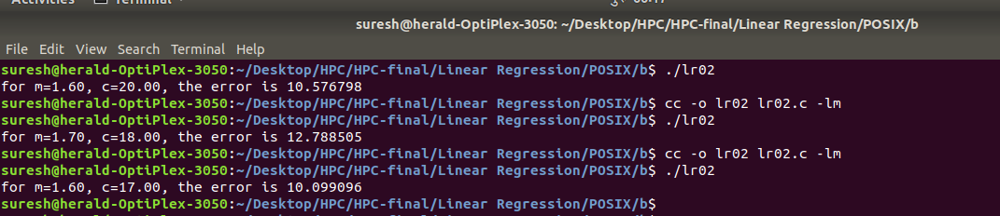 Activities Terminal
suresh@herald-OptiPlex-3050: ~/Desktop/HPC/HPC-final/Linear Regression/POSIX/b
File Edit View Search Terminal Help
suresh@herald-OptiPlex-3050:~/Desktop/HPC/HPC-final/Linear Regression/POSIX/b$ ./lr02
for m=1.60, c=20.00, the error is 10.576798
suresh@herald-OptiPlex-3050:~/Desktop/HPC/HPC-final/Linear Regression/POSIX/b$ cc -o lr02 lr02.c -lm
suresh@herald-OptiPlex-3050:~/Desktop/HPC/HPC-final/Linear Regression/POSIX/b$ ./lr02
for m=1.70, c=18.00, the error is 12.788505
suresh@herald-OptiPlex-3050:~/Desktop/HPC/HPC-final/Linear Regression/POSIX/b$ cc -o lr02 lr02.c -lm
suresh@herald-OptiPlex-3050:~/Desktop/HPC/HPC-final/Linear Regression/POSIX/b$ ./lr02
for m=1.60, c=17.00, the error is 10.099096
suresh@herald-OptiPlex-3050:~/Desktop/HPC/HPC-final/Linear Regression/POSIX/b$